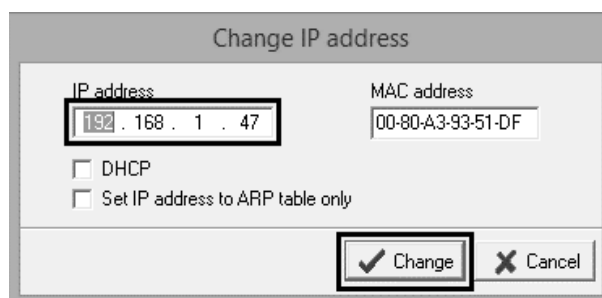 Change IP address
IP address MAC address
192 . 168 . 1 . 47 00-80-A3-93-51-DF
DHCP
Set IP address to ARP table only
Change Cancel